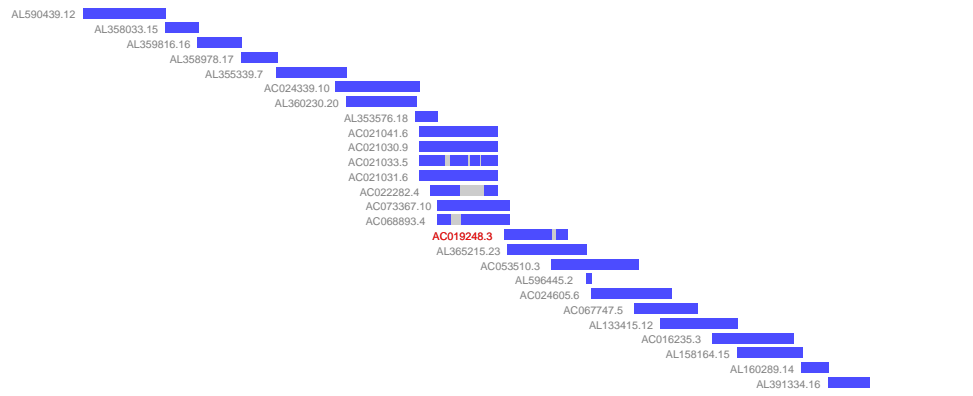 AL590439.12
AL358033.15
AL359816.16
AL358978.17
AL355339.7
AC024339.10
AL360230.20
AL353576.18
AC021041.6
AC021030.9
AC021033.5
AC021031.6
AC022282.4
AC073367.10
AC068893.4
AC019248.3
AL365215.23
AC053510.3
AL596445.2
AC024605.6
AC067747.5
AL133415.12
AC016235.3
AL158164.15
AL160289.14
AL391334.16